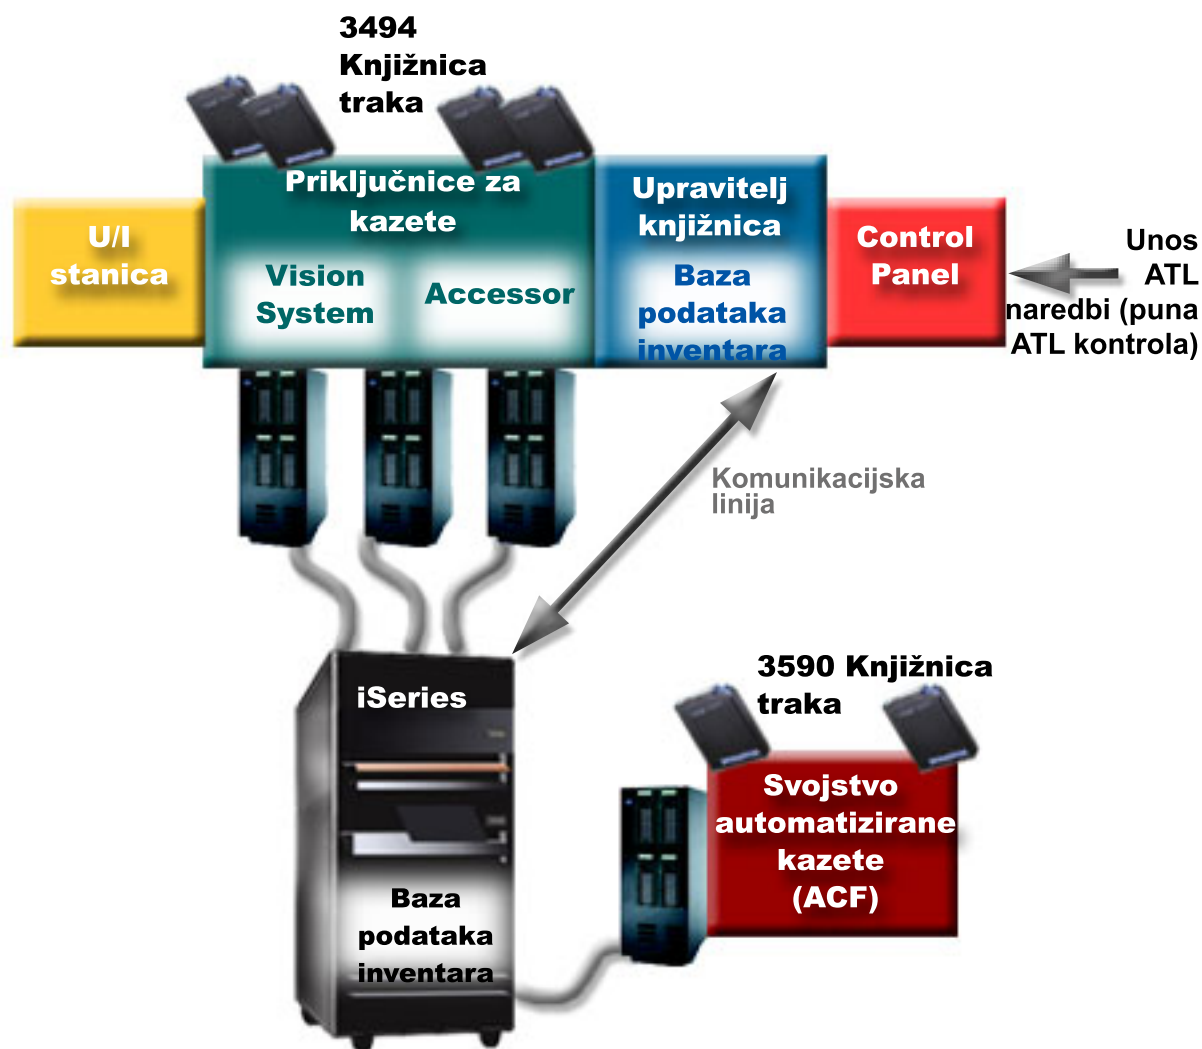 3494
Knjižnica
traka
Priključnice za
kazete
Upravitelj
knjižnica
U/I
stanica
Control
Panel
Unos
ATL
naredbi (puna
ATL kontrola)
Vision
System
Accessor
Baza
podataka
inventara
Komunikacijska
linija
iSeries
3590 Knjižnica
traka
Svojstvo
automatizirane
kazete
(ACF)
Baza
podataka
inventara